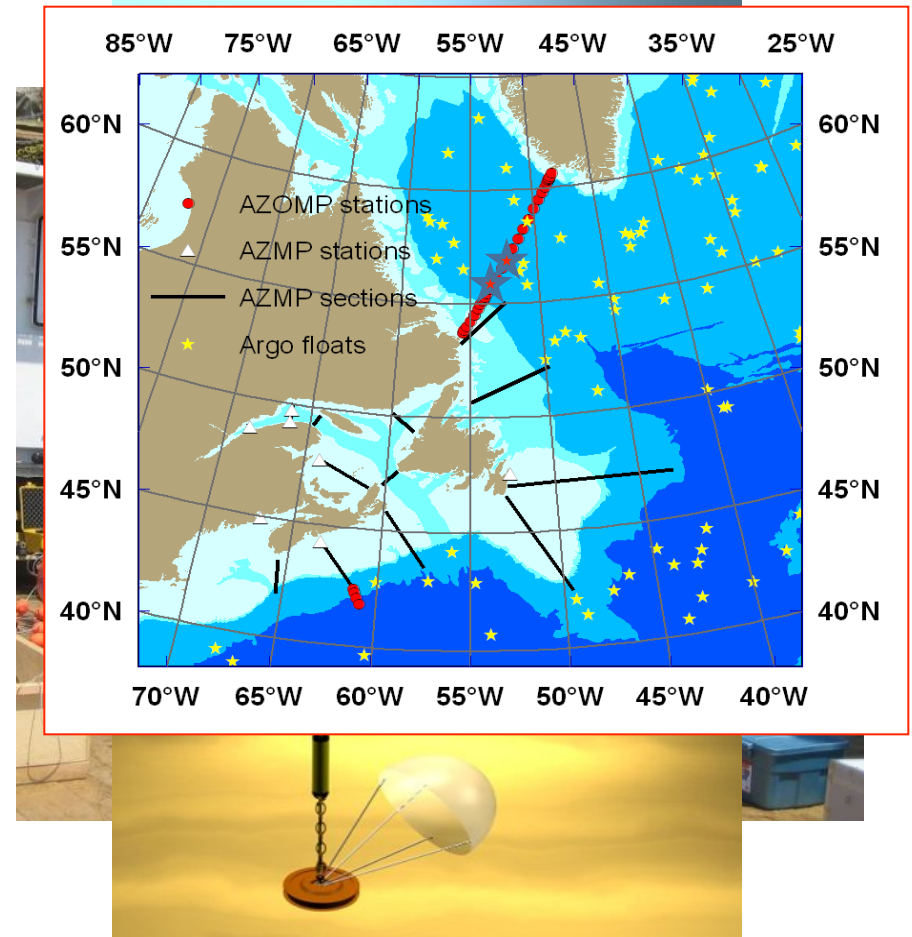 85°W 75°W 65°W 55°W 45°W 35°W 25°W
60°N 60°N
AZOMP stations
55°N AZMP stations 55°N
AZMP sections
50°N Argo floats 50°N
45°N 45°N
40°N 40°N
70°W 65°W 60°W 55°W 50°W 45°W 40°W